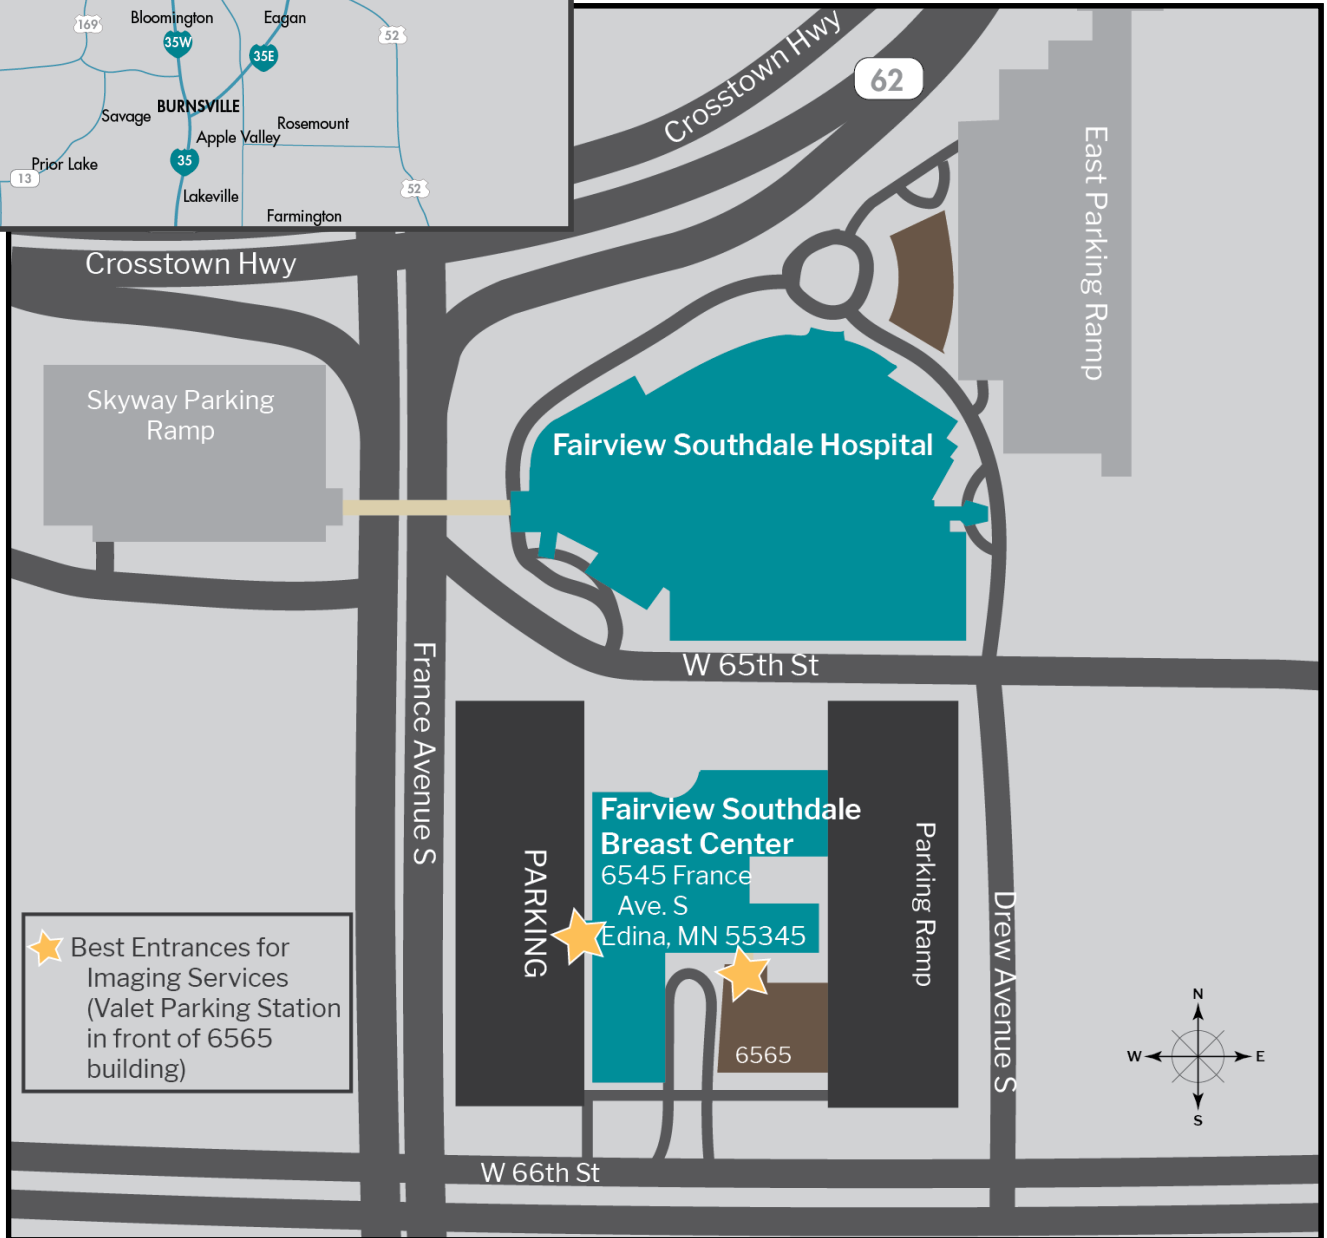 169
Bloomington
Eagan
35W
35E
52
BURNSVILLE
Savage
Apple Valley
Rosemount
Prior Lake
13
35
52
Lakeville
Farmington
Crosstown Hwy
62
Crosstown Hwy
East Parking Ramp
Skyway Parking
Ramp
Fairview Southdale Hospital
W 65th St
France Avenue S
PARKING
Fairview Southdale
Breast Center
6545 France
Ave. S
Edina, MN 55345
Parking Ramp
Drew Avenue S
6565
Best Entrances for
Imaging Services
(Valet Parking Station
in front of 6565
building)
N
W
E
S
W 66th St